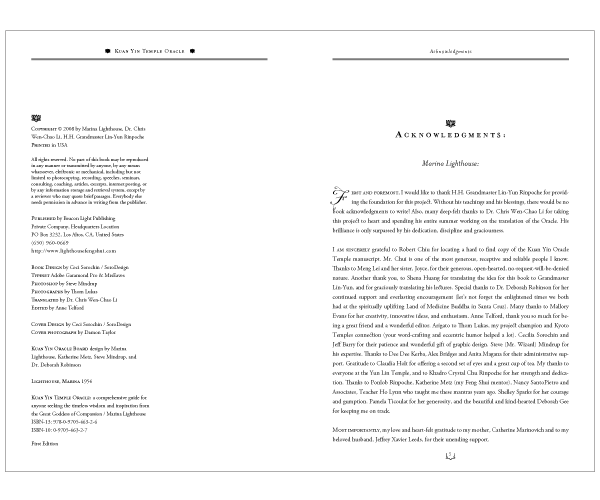 Kuan Yin Temple Oracle
Copyright © 2008 by Marina Lighthouse, Dr. Chris
Wen-Chao Li, H.H. Grandmaster Lin-Yun Rinpoche
Printed in USA
All rights reserved. No part of this book may be reproduced
in any manner or transmitted by anyone, by any means
whatsoever, electronic or mechanical, including but not
limited to photocopying, recording, speeches, seminars,
consulting, coaching, articles, excerpts, internet posting, or
by any information storage and retrieval system, except by
a reviewer who may quote brief passages. Everybody else
needs permission in advance in writing from the publisher.
Published by Beacon Light Publishing
Private Company. Headquarters Location
PO Box 3232, Los Altos, CA, United States
(650) 960-0669
http://www.lighthousefengshui.com
Book Design by Ceci Sorochin / SoroDesign
Typeset Adobe Garamond Pro &
Photoshop by Steve Mindrup
Photographs by Thom Lukas
Translated by Dr. Chris Wen-Chao Li
Edited by Anne Telford
Cover Design by Ceci Sorochin / SoroDesign
Cover photograph by Damon Taylor
Kuan Yin Oracle Board design by Marina
Lighthouse, Katherine Metz, Steve Mindrup, and
Dr. Deborah Robinson
Lighthouse, Marina 1954
Kuan Yin Temple Oracle: a comprehensive guide for
anyone seeking the timeless wisdom and inspiration from
the Great Goddess of Compassion / Marina Lighthouse
ISBN-13: 978-0-9705-663-2-6
ISBN-10: 0-9705-663-2-7
First Edition
Acknowledgments
Acknowledgments:
Marina Lighthouse:
First and foremost, I would like to thank H.H. Grandmaster Lin-Yun Rinpoche for provid-
ing the foundation for this project. Without his teachings and his blessings, there would be no
book acknowledgments to write! Also, many deep felt thanks to Dr. Chris Wen-Chao Li for taking
this project to heart and spending his entire summer working on the translation of the Oracle. His
brilliance is only surpassed by his dedication, discipline and graciousness.
I am sincerely grateful to Robert Chiu for locating a hard to find copy of the Kuan Yin Oracle
Temple manuscript. Mr. Chui is one of the most generous, receptive and reliable people I know.
Thanks to Meng Lei and her sister, Joyce, for their generous, open-hearted, no-request-will-be-denied
nature. Another thank you, to Shena Huang for translating the idea for this book to Grandmaster
Lin-Yun, and for graciously translating his lectures. Special thanks to Dr. Deborah Robinson for her
continued support and everlasting encouragement (let's not forget the enlightened times we both
had at the spiritually uplifting Land of Medicine Buddha in Santa Cruz). Many thanks to Mallory
Evans for her creativity, innovative ideas, and enthusiasm. Anne Telford, thank you so much for be-
ing a great friend and a wonderful editor. Arigato to Thom Lukas, my project champion and Kyoto
Temples connection (your word-crafting and eccentric humor helped a lot). Cecilia Sorochin and
Jeff Barry for their patience and wonderful gift of graphic design. Steve (Mr. Wizard) Mindrup for
his expertise. Thanks to Dee Dee Kerba, Alex Bridges and Anita Magana for their administrative sup-
port. Gratitude to Claudia Holt for offering a second set of eyes and a great cup of tea. My thanks to
everyone at the Yun Lin Temple, and to Khadro Crystal Chu Rinpoche for her strength and dedica-
tion. Thanks to Ponlob Rinpoche, Katherine Metz (my Feng Shui mentor), Nancy SantoPietro and
Associates, Teacher Ho Lynn who taught me these mantras years ago. Shelley Sparks for her courage
and stamina. Pamela Ticoulat for her generosity, and the beautiful and kind-hearted Deborah Gee
for keeping me on track.
Most importantly, my love and heart-felt gratitude to my mother, Catherine Marinovich and to my
beloved husband, Jeffrey Xavier Leeds, for their unending support.